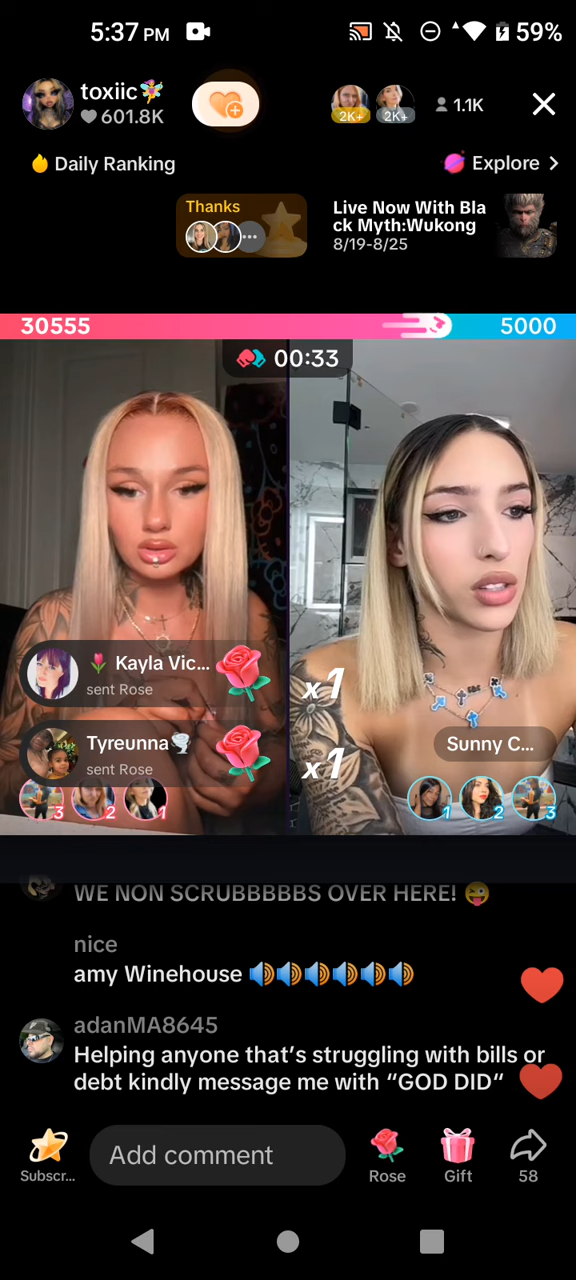 5:37 PM
59%
toxiic🧚‍♀️
601.8K
2K+
2K+
1.1K
Daily Ranking
Explore >
Thanks
Live Now With Bla
ck Myth:Wukong
8/19-8/25
30555
5000
00:33
🌷 Kayla Vic...
sent Rose
x1
Tyreunna🌪️
sent Rose
x1
Sunny C...
3
2
1
1
2
3
WE NON SCRUBBBBBS OVER HERE! 😜
nice
amy Winehouse 🔊🔊🔊🔊🔊🔊
adanMA8645
Helping anyone that’s struggling with bills or
debt kindly message me with “GOD DID“
Add comment
Subscr...
Rose
Gift
58